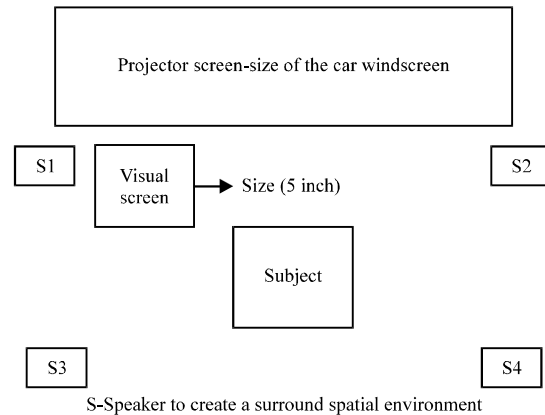 Projector screen-size of the car windscreen
S1
Visual
screen
Size (5 inch)
S2
Subject
S3
S4
S-Speaker to create a surround spatial environment